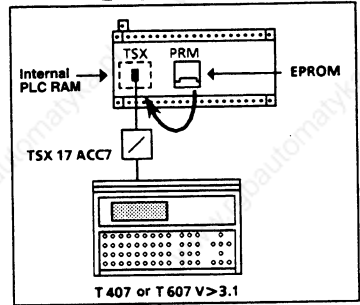 TSX PRM
Internal
PLC RAM
EPROM
TSX 17 ACC7
T 407 or T 607 V>3.1